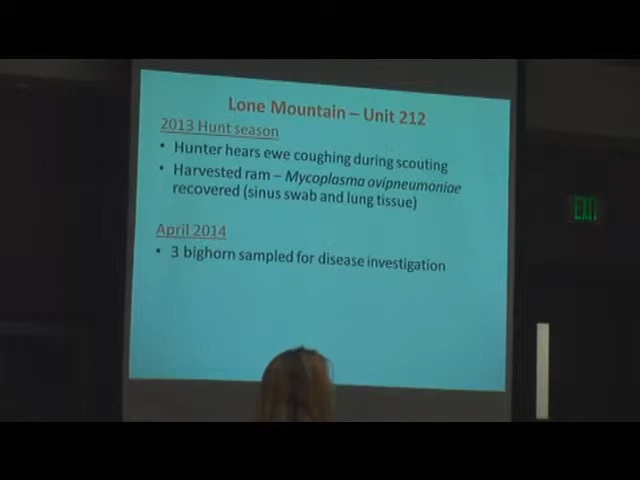 Lone Mountain – Unit 212
2013 Hunt season
• Hunter hears ewe coughing during scouting
• Harvested ram – Mycoplasma ovipneumoniae
recovered (sinus swab and lung tissue)
April 2014
• 3 bighorn sampled for disease investigation
EXIT